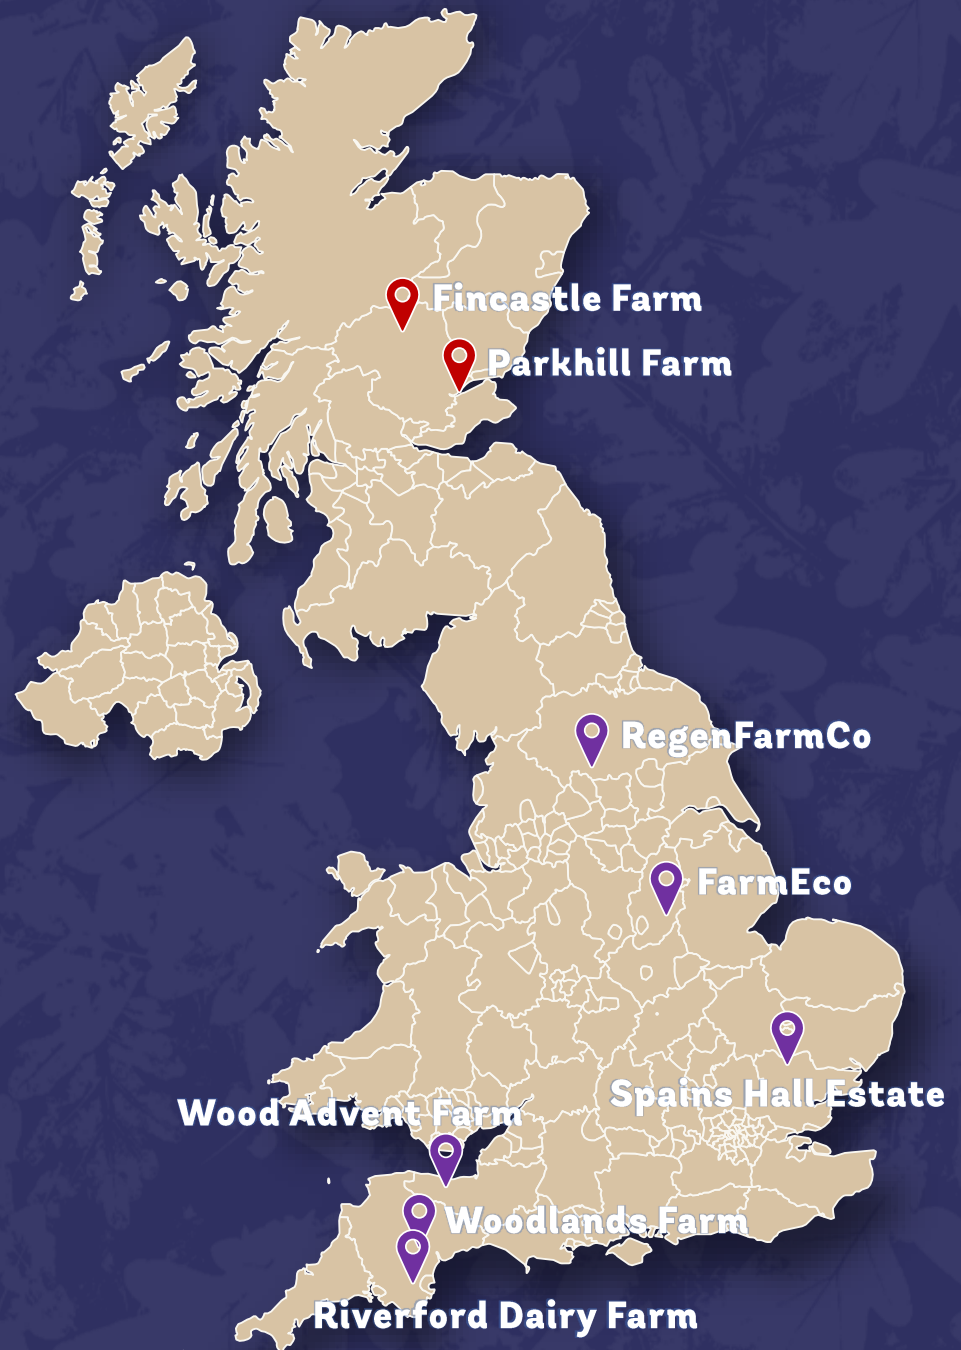 Fincastle Farm
Parkhill Farm
RegenFarmCo
FarmEco
Spains Hall Estate
Wood Advent Farm
Woodlands Farm
Riverford Dairy Farm